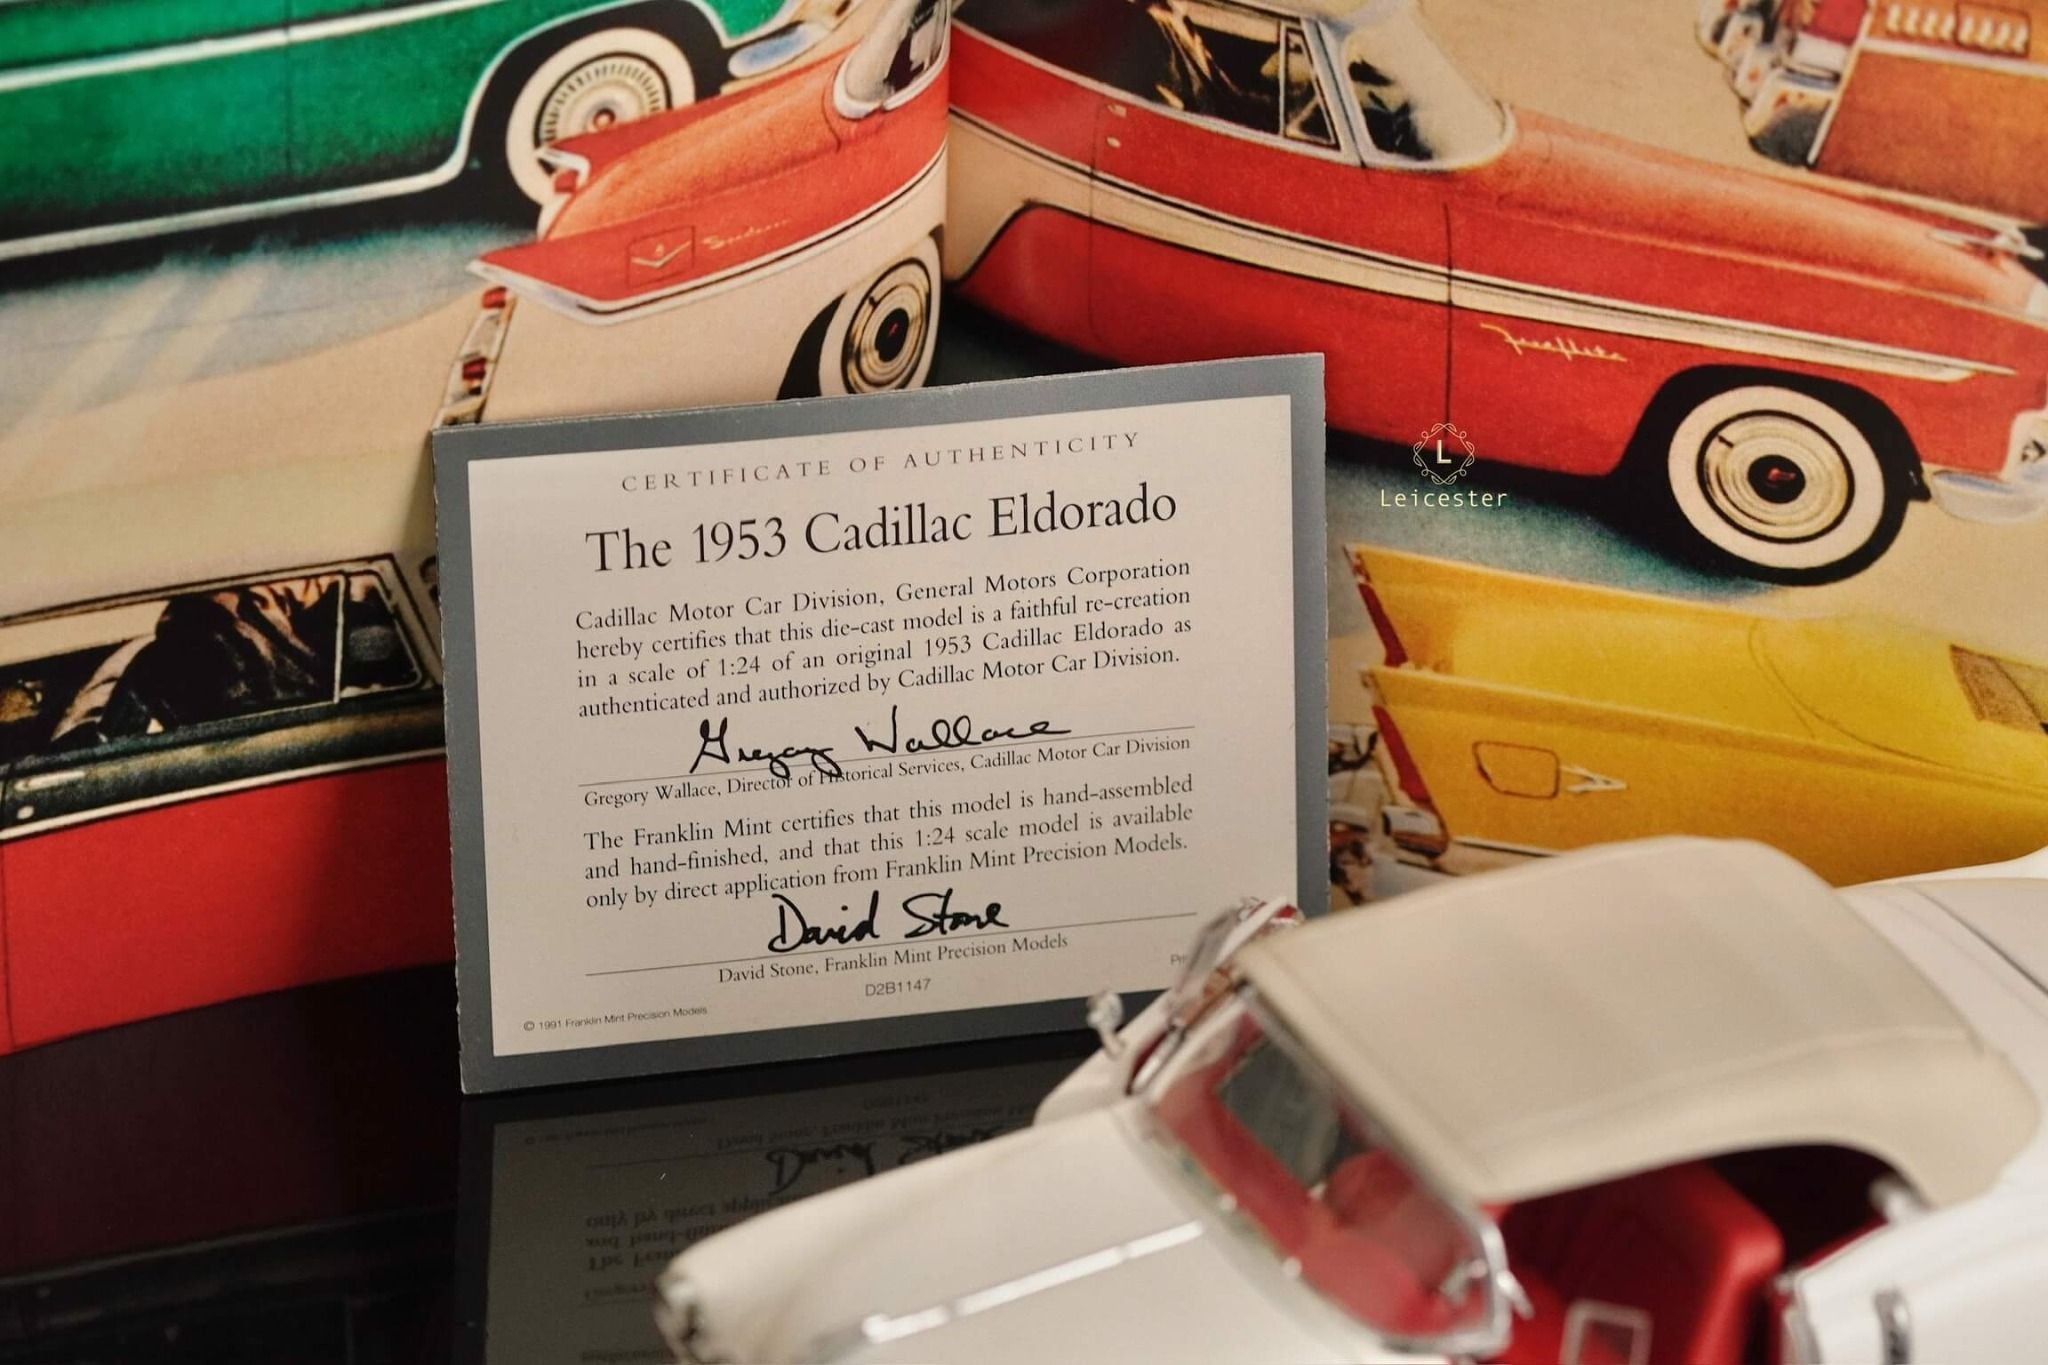 CERTIFICATE OF AUTHENTICITY
The 1953 Cadillac Eldorado
Cadillac Motor Car Division, General Motors Corporation
hereby certifies that this die-cast model is a faithful re-creation
in a scale of 1:24 of an original 1953 Cadillac Eldorado as
authenticated and authorized by Cadillac Motor Car Division.
Gregory Wallace
Gregory Wallace, Director of Historical Services, Cadillac Motor Car Division
The Franklin Mint certifies that this model is hand-assembled
and hand-finished, and that this 1:24 scale model is available
only by direct application from Franklin Mint Precision Models.
David Stone
David Stone, Franklin Mint Precision Models
D2B1147
© 1991 Franklin Mint Precision Models
L
Leicester